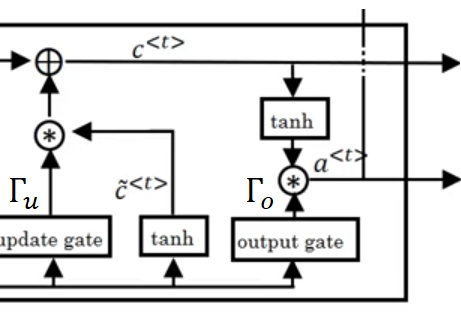 c<t>
tanh
a<t>
Γu
c̃<t>
Γo
update gate
tanh
output gate